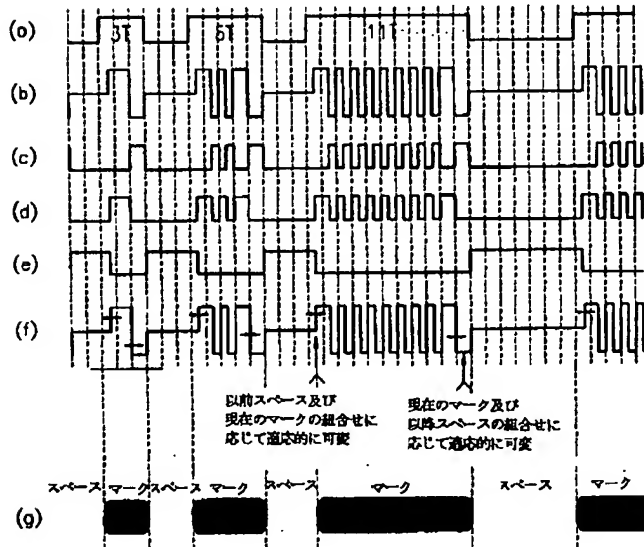 (a)
3T
5T
11T
(b)
(c)
(d)
(e)
(f)
以前スペース及び
現在のマークの組合せに
応じて適応的に可変
現在のマーク及び
以降スペースの組合せに
応じて適応的に可変
スペース マーク スペース マーク スペース マーク スペース マーク
(g)